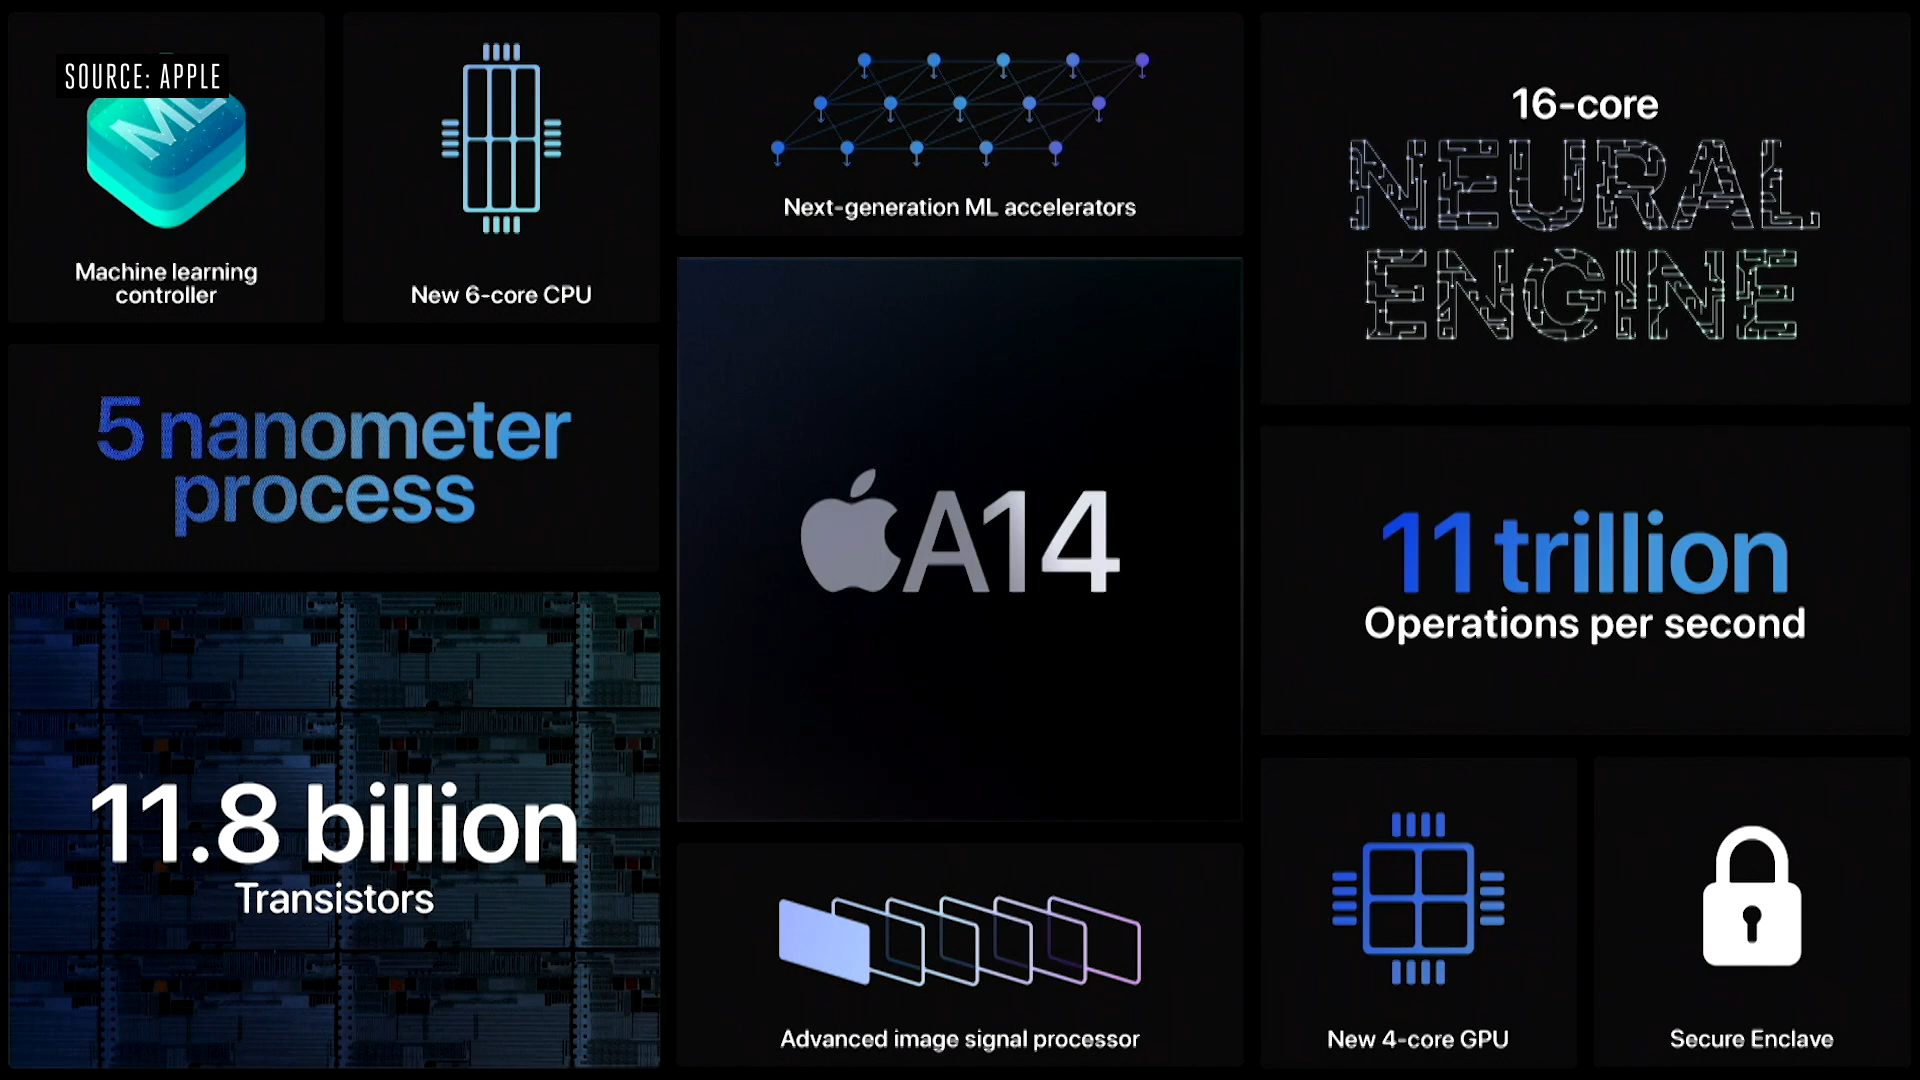 SOURCE: APPLE
ML
Machine learning
controller
New 6-core CPU
Next-generation ML accelerators
16-core
NEURAL
ENGINE
5 nanometer
process
A14
11 trillion
Operations per second
11.8 billion
Transistors
Advanced image signal processor
New 4-core GPU
Secure Enclave